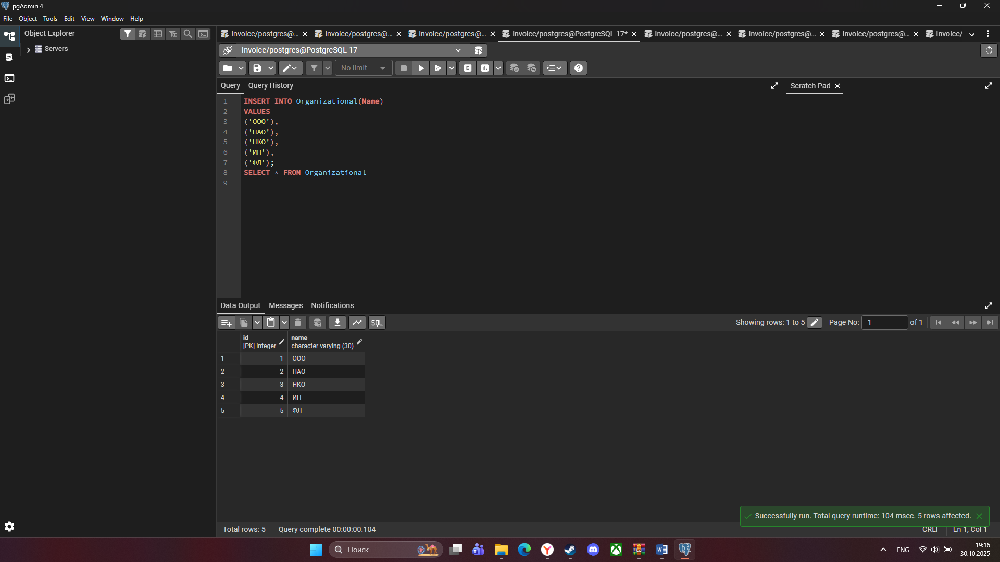 pgAdmin 4
File Object Tools Edit View Window Help
Object Explorer
Servers
Invoice/postgres@... Invoice/postgres@... Invoice/postgres@... Invoice/postgres@PostgreSQL 17* Invoice/postgres@... Invoice/postgres@... Invoice/postgres@... Invoice/
Invoice/postgres@PostgreSQL 17
No limit E
Query Query History
Scratch Pad
1 INSERT INTO Organizational(Name)
2 VALUES
3 ('ООО'),
4 ('ПАО'),
5 ('НКО'),
6 ('ИП'),
7 ('ФЛ');
8 SELECT * FROM Organizational
9
Data Output Messages Notifications
SQL Showing rows: 1 to 5 Page No: 1 of 1
id name
[PK] integer character varying (30)
1 1 ООО
2 2 ПАО
3 3 НКО
4 4 ИП
5 5 ФЛ
Successfully run. Total query runtime: 104 msec. 5 rows affected.
Total rows: 5 Query complete 00:00:00.104 CRLF Ln 1, Col 1
Поиск ENG 19:16
30.10.2025